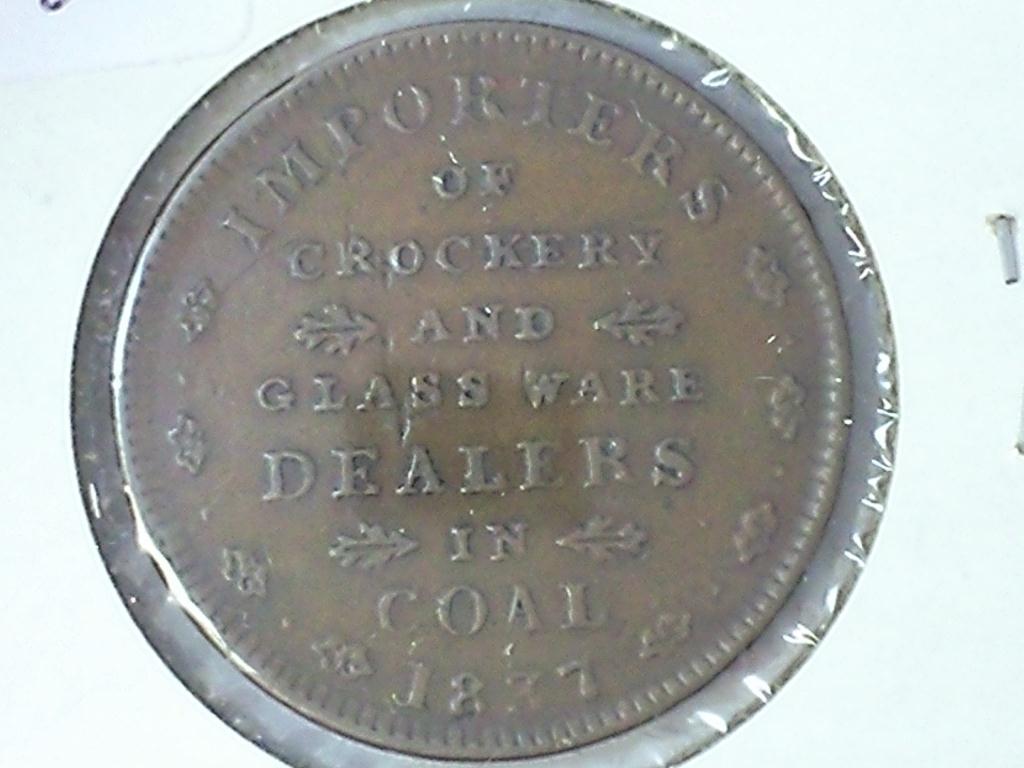 IMPORTERS
OF
CROCKERY
AND
GLASS WARE
DEALERS
IN
COAL
1837